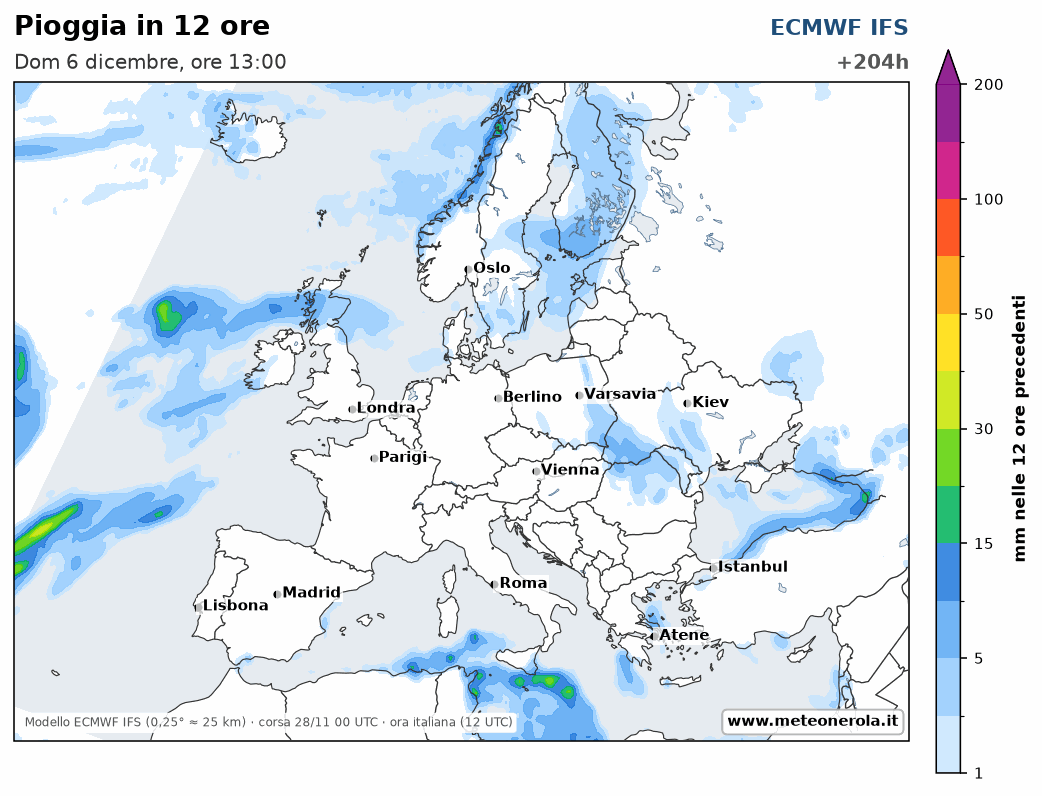 Pioggia in 12 ore
ECMWF IFS
Dom 6 dicembre, ore 13:00
+204h
200
100
50
30
15
5
1
mm nelle 12 ore precedenti
Oslo
Berlino
Varsavia
Kiev
Londra
Parigi
Vienna
Istanbul
Roma
Madrid
Lisbona
Atene
Modello ECMWF IFS (0,25° ≈ 25 km) · corsa 28/11 00 UTC · ora italiana (12 UTC)
www.meteonerola.it